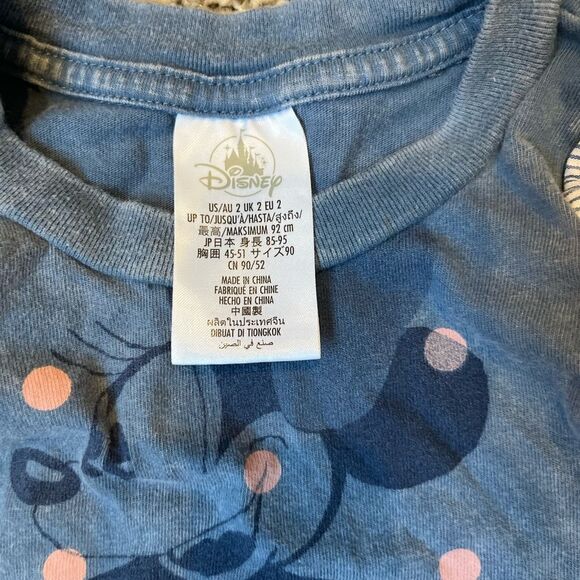 Disney
US/AU 2 UK 2 EU 2
UP TO/JUSQU'À/HASTA/สูงถึง/
最高/MAKSIMUM 92 cm
JP日本 身長 85-95
胸囲 45-51 サイズ90
CN 90/52
MADE IN CHINA
FABRIQUÉ EN CHINE
HECHO EN CHINA
中國製
ผลิตในประเทศจีน
DIBUAT DI TIONGKOK
صنع في الصين